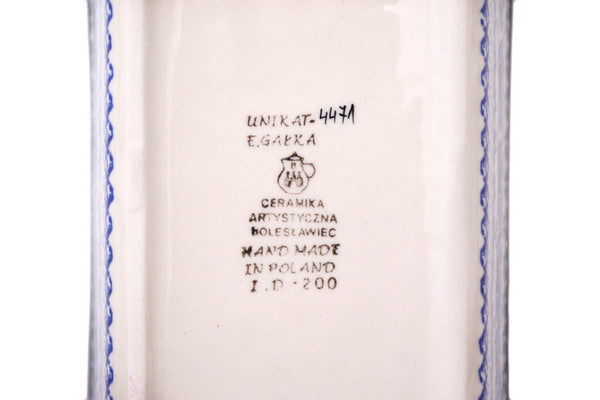 UNIKAT-4471
E.GAŁKA
CERAMIKA
ARTYSTYCZNA
BOLESŁAWIEC
HAND MADE
IN POLAND
I.D-200